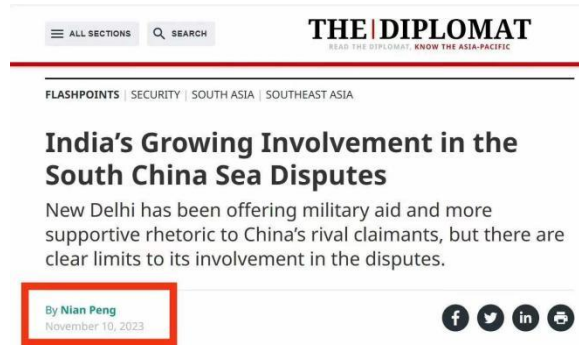 ALL SECTIONS SEARCH THE|DIPLOMAT
READ THE DIPLOMAT, KNOW THE ASIA-PACIFIC
FLASHPOINTS | SECURITY | SOUTH ASIA | SOUTHEAST ASIA
India's Growing Involvement in the
South China Sea Disputes
New Delhi has been offering military aid and more
supportive rhetoric to China's rival claimants, but there are
clear limits to its involvement in the disputes.
By Nian Peng
November 10, 2023